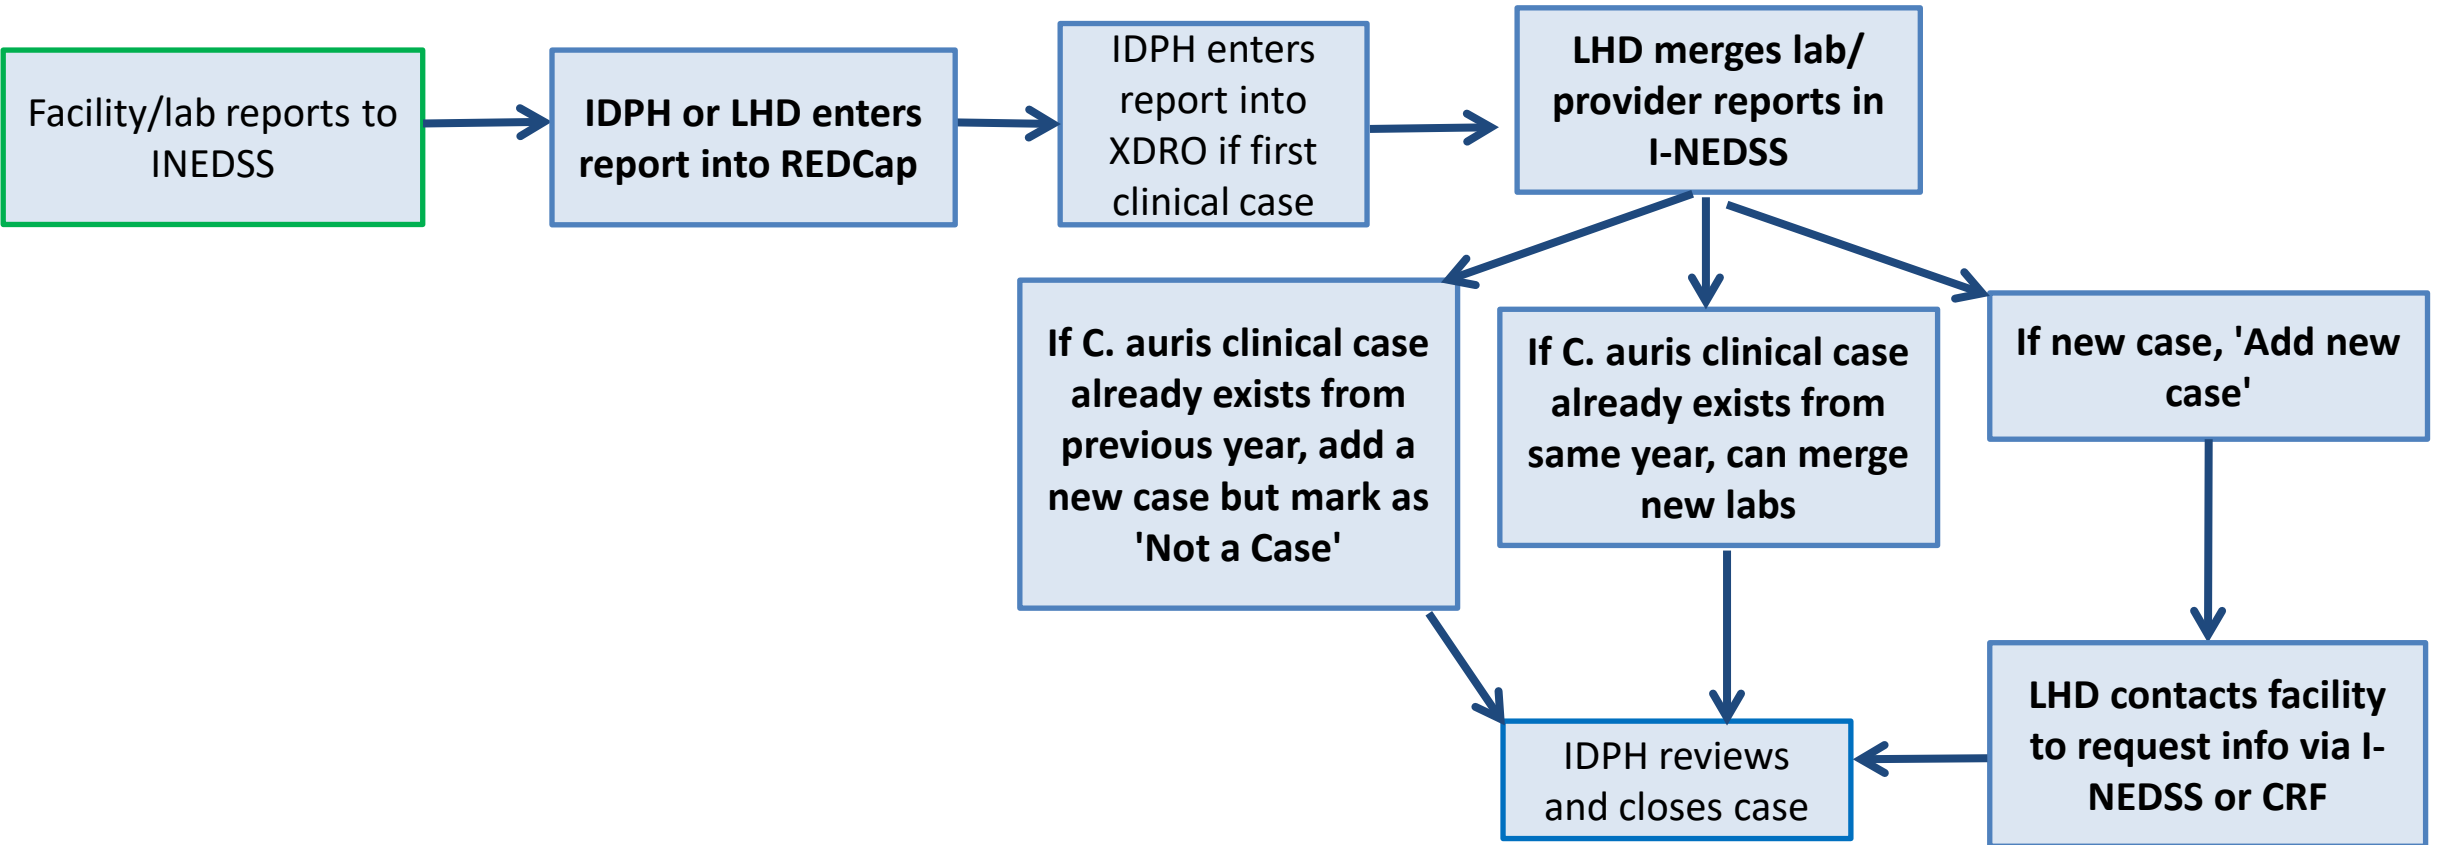 Facility/lab reports to
INEDSS
IDPH or LHD enters
report into REDCap
IDPH enters
report into
XDRO if first
clinical case
LHD merges lab/
provider reports in
I-NEDSS
If C. auris clinical case
already exists from
previous year, add a
new case but mark as
'Not a Case'
If C. auris clinical case
already exists from
same year, can merge
new labs
If new case, 'Add new
case'
LHD contacts facility
to request info via I-
NEDSS or CRF
IDPH reviews
and closes case